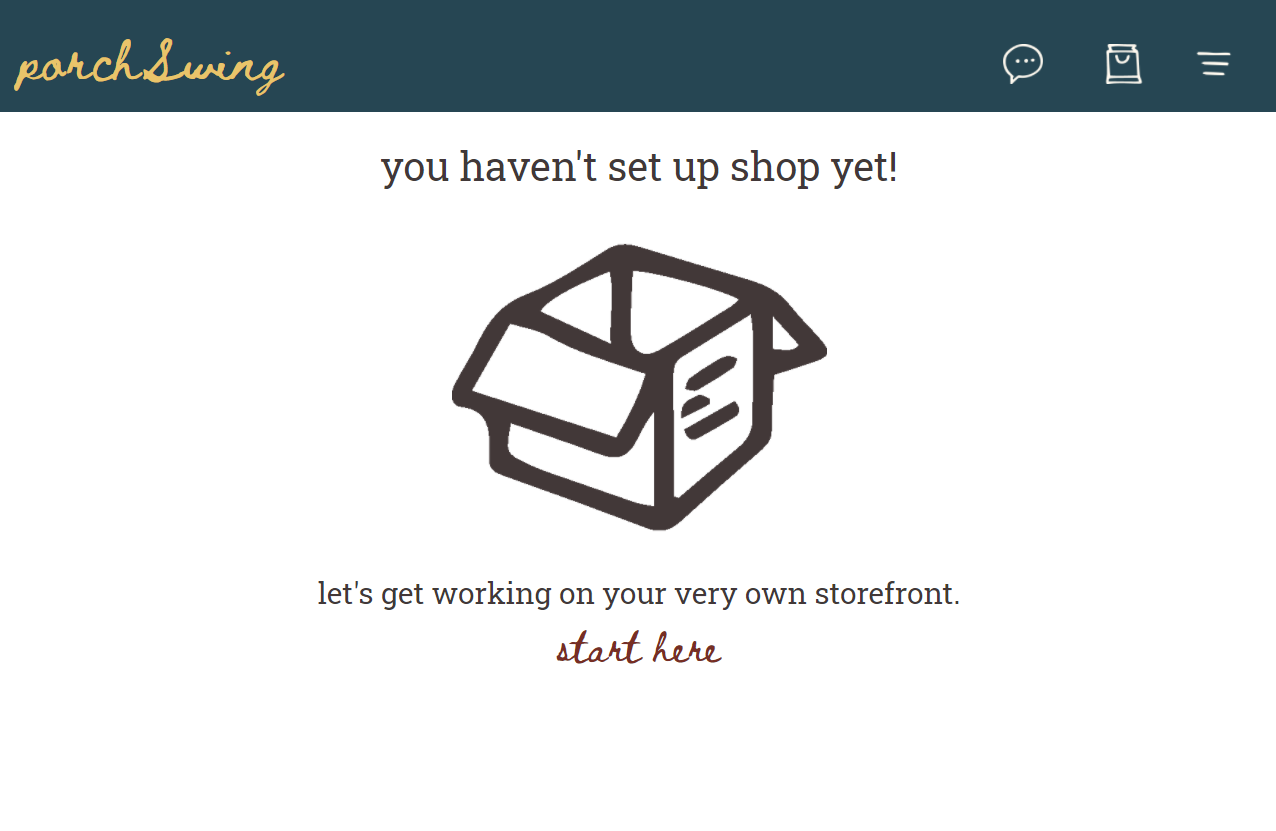 porchSwing
you haven't set up shop yet!
let's get working on your very own storefront.
start here